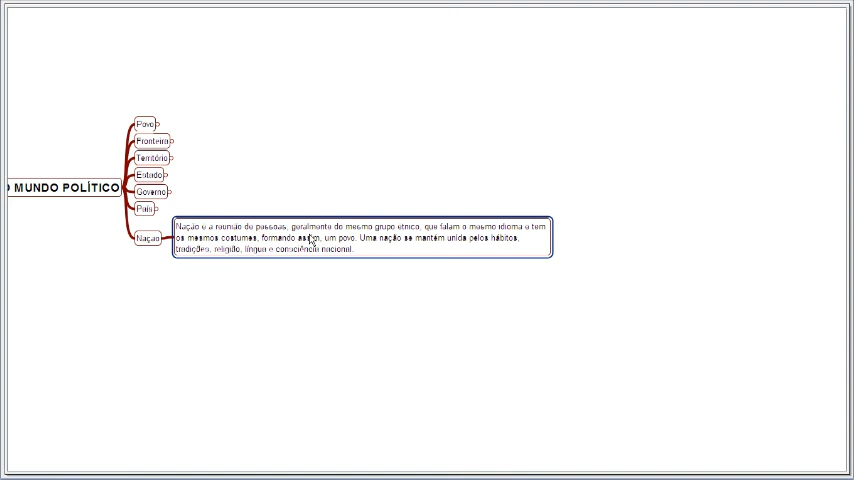 O MUNDO POLÍTICO
Povo
Fronteira
Território
Estado
Governo
País
Nação
Nação é a reunião de pessoas, geralmente do mesmo grupo étnico, que falam o mesmo idioma e tem
os mesmos costumes, formando assim, um povo. Uma nação se mantém unida pelos hábitos,
tradições, religião, língua e consciência nacional.